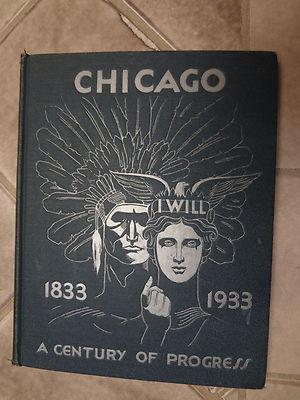 CHICAGO
I WILL
1833
1933
A CENTURY OF PROGRESS